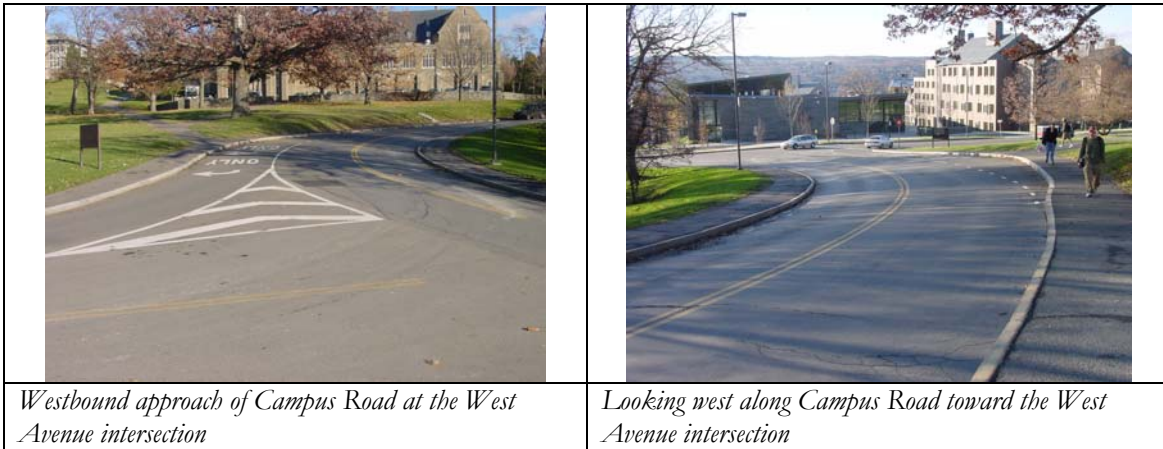 ONLY
Westbound approach of Campus Road at the West
Avenue intersection
Looking west along Campus Road toward the West
Avenue intersection